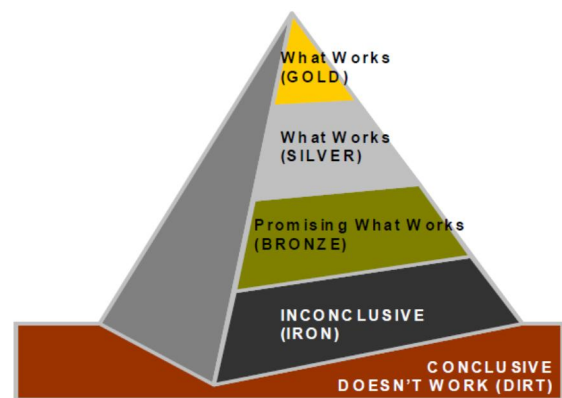 What Works
(GOLD)
What Works
(SILVER)
Promising What Works
(BRONZE)
INCONCLUSIVE
(IRON)
CONCLUSIVE
DOESN'T WORK (DIRT)